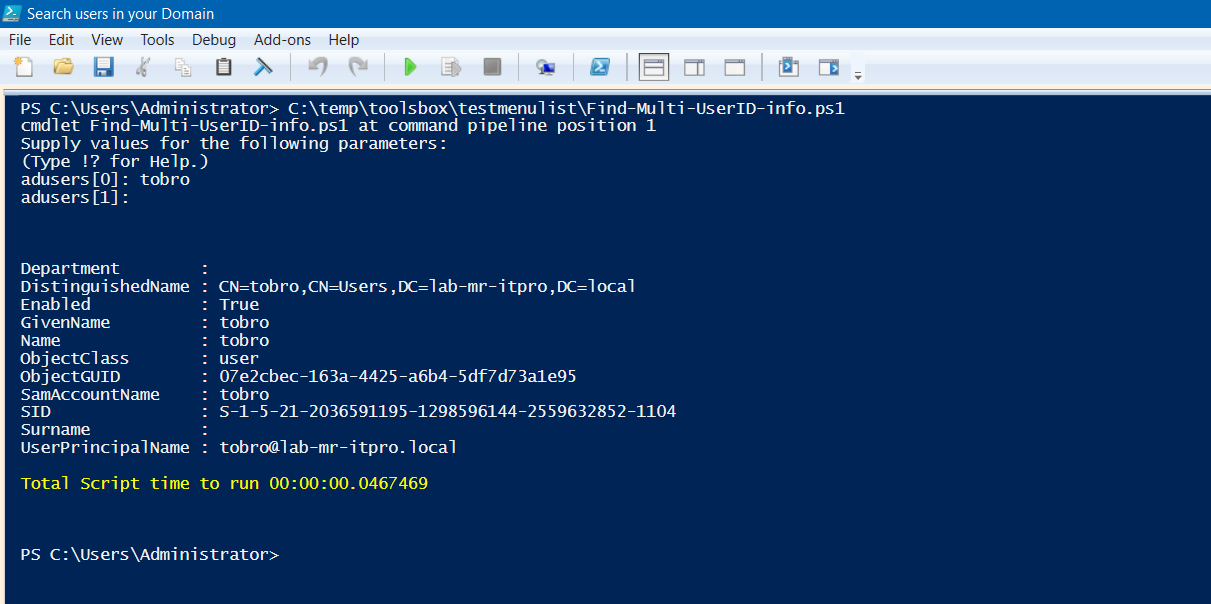 Search users in your Domain
File Edit View Tools Debug Add-ons Help
PS C:\Users\Administrator> C:\temp\toolsbox\testmenulist\Find-Multi-UserID-info.ps1
cmdlet Find-Multi-UserID-info.ps1 at command pipeline position 1
Supply values for the following parameters:
(Type !? for Help.)
adusers[0]: tobro
adusers[1]:
Department :
DistinguishedName : CN=tobro,CN=Users,DC=lab-mr-itpro,DC=local
Enabled : True
GivenName : tobro
Name : tobro
ObjectClass : user
ObjectGUID : 07e2cbec-163a-4425-a6b4-5df7d73a1e95
SamAccountName : tobro
SID : S-1-5-21-2036591195-1298596144-2559632852-1104
Surname :
UserPrincipalName : tobro@lab-mr-itpro.local
Total Script time to run 00:00:00.0467469
PS C:\Users\Administrator>